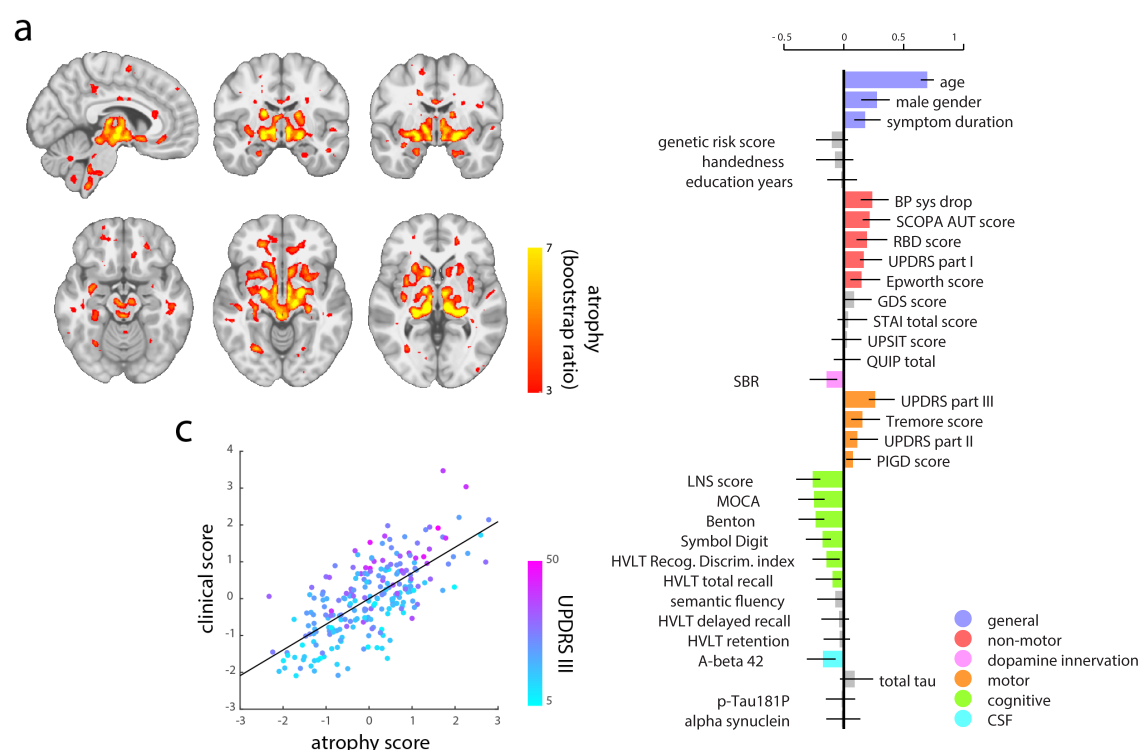 a
7
atrophy
(bootstrap ratio)
3
-0.5 0 0.5 1
age
male gender
symptom duration
genetic risk score
handedness
education years
BP sys drop
SCOPA AUT score
RBD score
UPDRS part I
Epworth score
GDS score
STAI total score
UPSIT score
QUIP total
SBR
UPDRS part III
Tremore score
UPDRS part II
PIGD score
LNS score
MOCA
Benton
Symbol Digit
HVLT Recog. Discrim. index
HVLT total recall
semantic fluency
HVLT delayed recall
HVLT retention
A-beta 42
total tau
p-Tau181P
alpha synuclein
general
non-motor
dopamine innervation
motor
cognitive
CSF
c
clinical score
4
3
2
1
0
-1
-2
-3
-3 -2 -1 0 1 2 3
atrophy score
50
UPDRS III
5